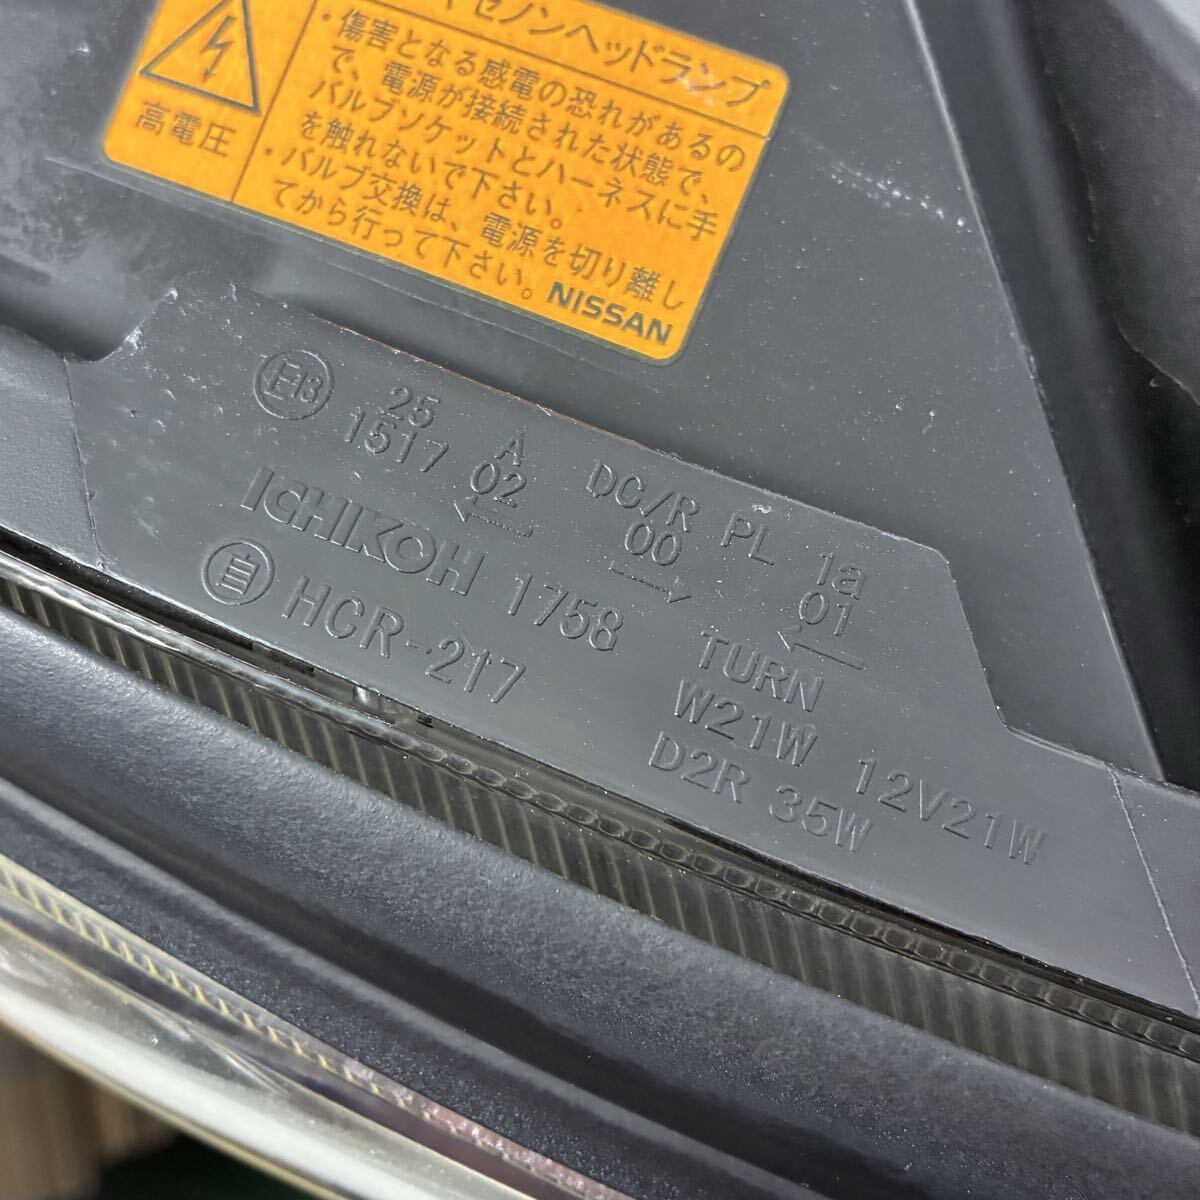 キセノンヘッドランプ
高電圧
・傷害となる感電の恐れがあるの
で、電源が接続された状態で、
バルブソケットとハーネスに手
を触れないで下さい。
・バルブ交換は、電源を切り離し
てから行って下さい。
NISSAN
E13
25 A DC/R PL 1a
1517 02 00 01
← → ←
ICHIKOH 1758
自 HCR-217
TURN
W21W 12V21W
D2R 35W